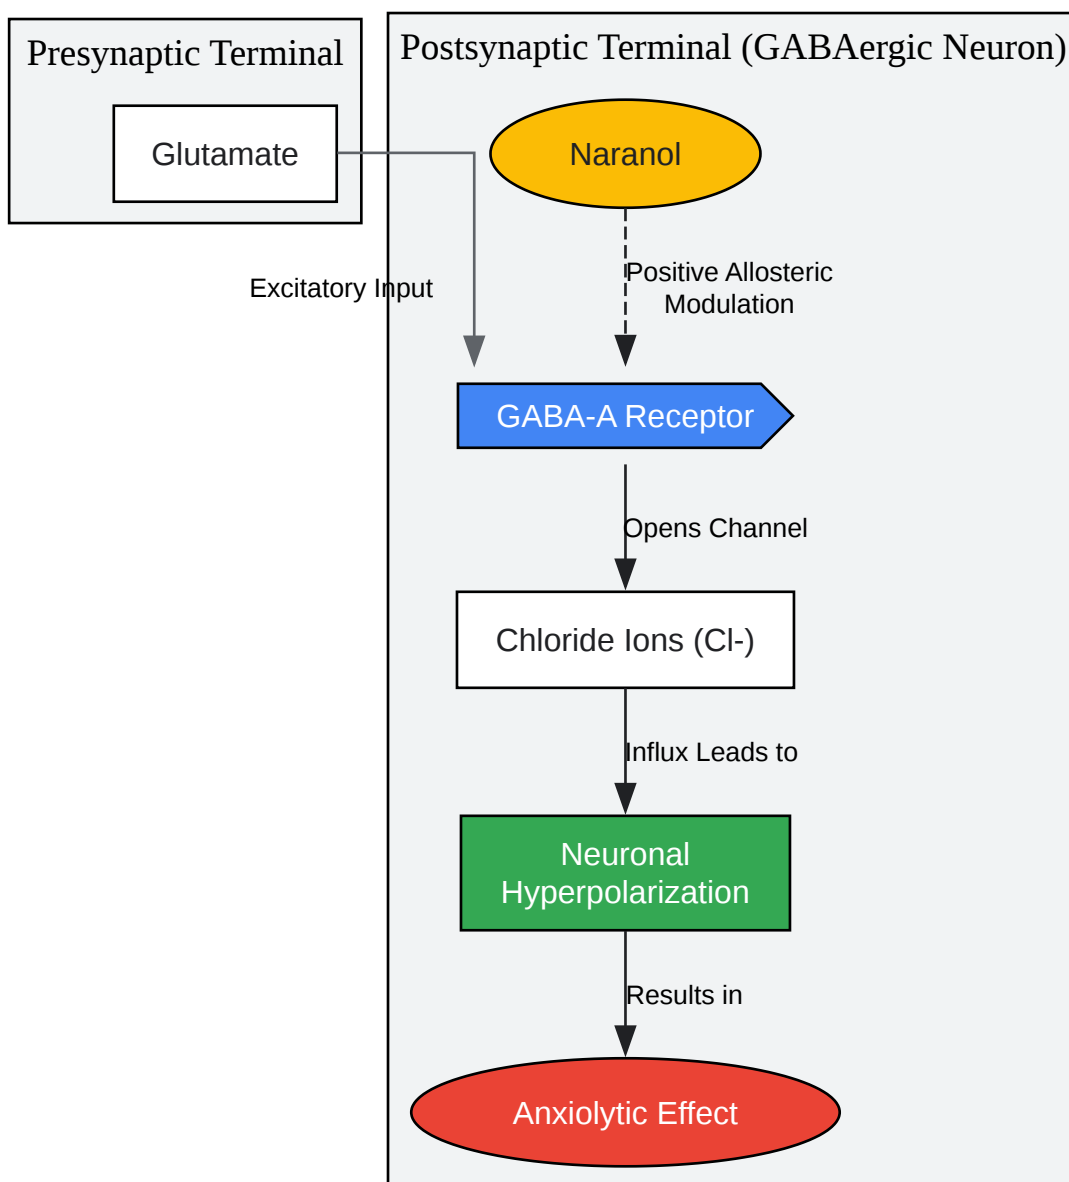 Presynaptic Terminal
Glutamate
Postsynaptic Terminal (GABAergic Neuron)
Naranol
Excitatory Input
Positive Allosteric
Modulation
GABA-A Receptor
Opens Channel
Chloride Ions (Cl-)
Influx Leads to
Neuronal
Hyperpolarization
Results in
Anxiolytic Effect